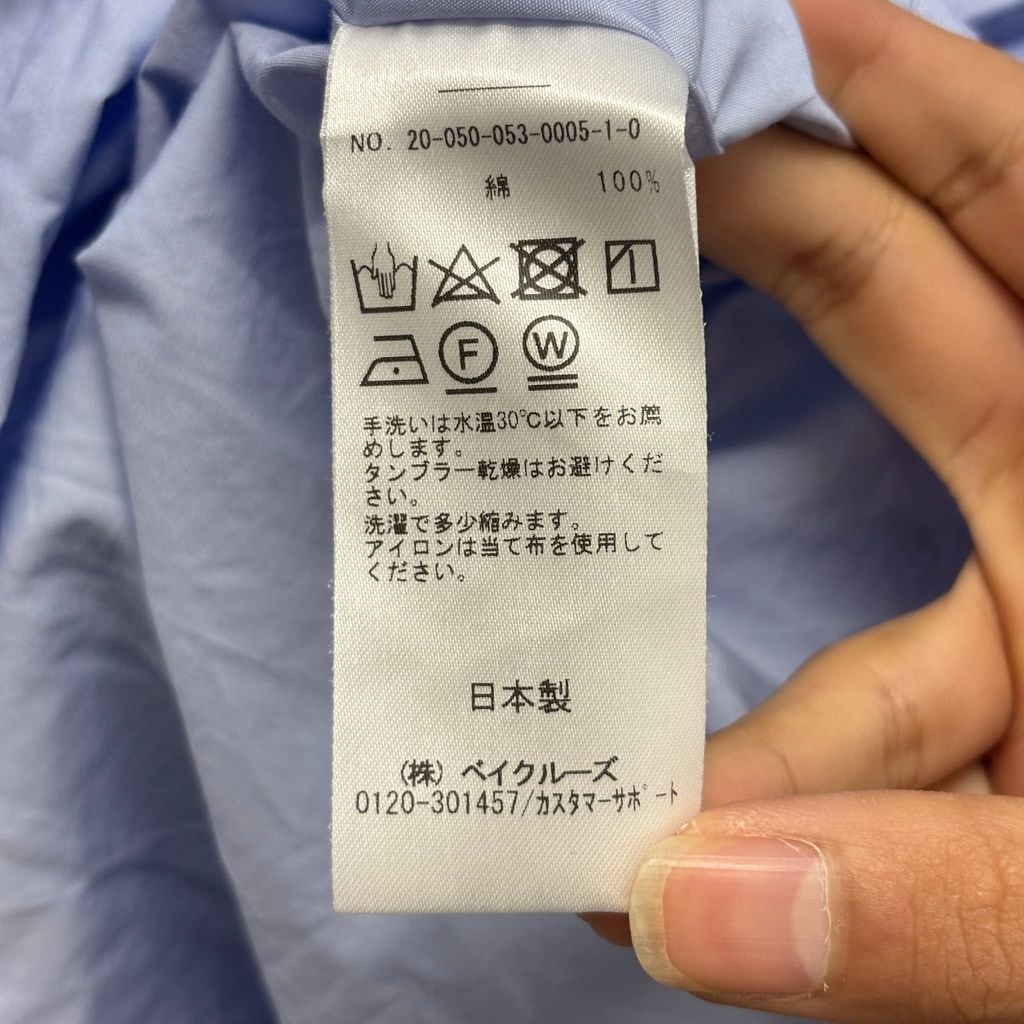 NO. 20-050-053-0005-1-0
綿 100%
F W
手洗いは水温30℃以下をお薦
めします。
タンブラー乾燥はお避けくだ
さい。
洗濯で多少縮みます。
アイロンは当て布を使用して
ください。
日本製
(株) ベイクルーズ
0120-301457/カスタマーサポート